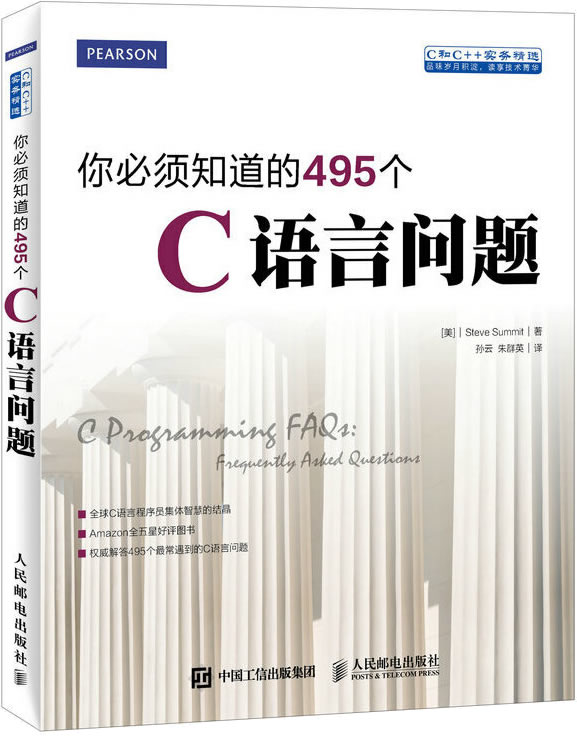 PEARSON
C和C++实务精选
品味岁月积淀，读享技术菁华
你必须知道的495个
C语言问题
[美] | Steve Summit | 著
孙云 朱群英 | 译
C Programming FAQs:
Frequently Asked Questions
全球C语言程序员集体智慧的结晶
Amazon全五星好评图书
权威解答495个最常遇到的C语言问题
中国工信出版集团
人民邮电出版社
POSTS & TELECOM PRESS
PEARSON
C和C++
实务精选
你必须知道的495个
C语言问题
人民邮电出版社